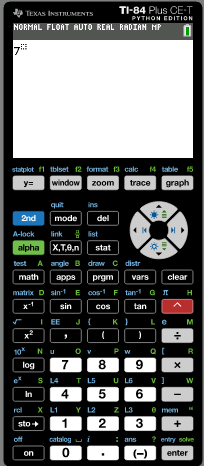 TEXAS INSTRUMENTS TI-84 Plus CE-T
PYTHON EDITION
NORMAL FLOAT AUTO REAL RADIAN MP
7
statplot f1 tblset f2 format f3 calc f4 table f5
y= window zoom trace graph
quit ins
2nd mode del
A-lock link list
alpha X,T,θ,n stat
test A angle B draw C distr
math apps prgm vars clear
matrix D sin⁻¹ E cos⁻¹ F tan⁻¹ G π H
x⁻¹ sin cos tan ^
√ I EE J { K } L e M
x² , ( ) ÷
10ˣ N u O v P w Q [ R
log 7 8 9 ×
eˣ S L4 T L5 U L6 V ] W
ln 4 5 6 −
rcl X L1 Y L2 Z L3 θ mem "
sto→ 1 2 3 +
off catalog ⎵ i : ans ? entry solve
on 0 . (−) enter